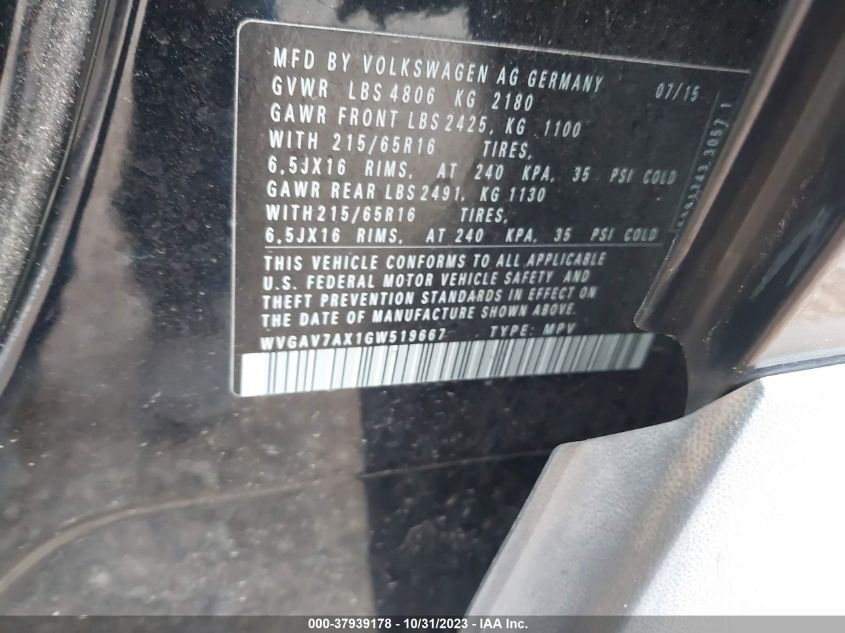 MFD BY VOLKSWAGEN AG GERMANY 07/15
GVWR LBS 4806 KG 2180
GAWR FRONT LBS 2425, KG 1100
WITH 215/65R16 TIRES,
6,5JX16 RIMS, AT 240 KPA, 35 PSI COLD
GAWR REAR LBS 2491, KG 1130
WITH 215/65R16 TIRES,
6,5JX16 RIMS, AT 240 KPA, 35 PSI COLD
THIS VEHICLE CONFORMS TO ALL APPLICABLE
U.S. FEDERAL MOTOR VEHICLE SAFETY AND
THEFT PREVENTION STANDARDS IN EFFECT ON
THE DATE OF MANUFACTURE SHOWN ABOVE.
WVGAV7AX1GW519667 TYPE: MPV
000-37939178 - 10/31/2023 - IAA Inc.